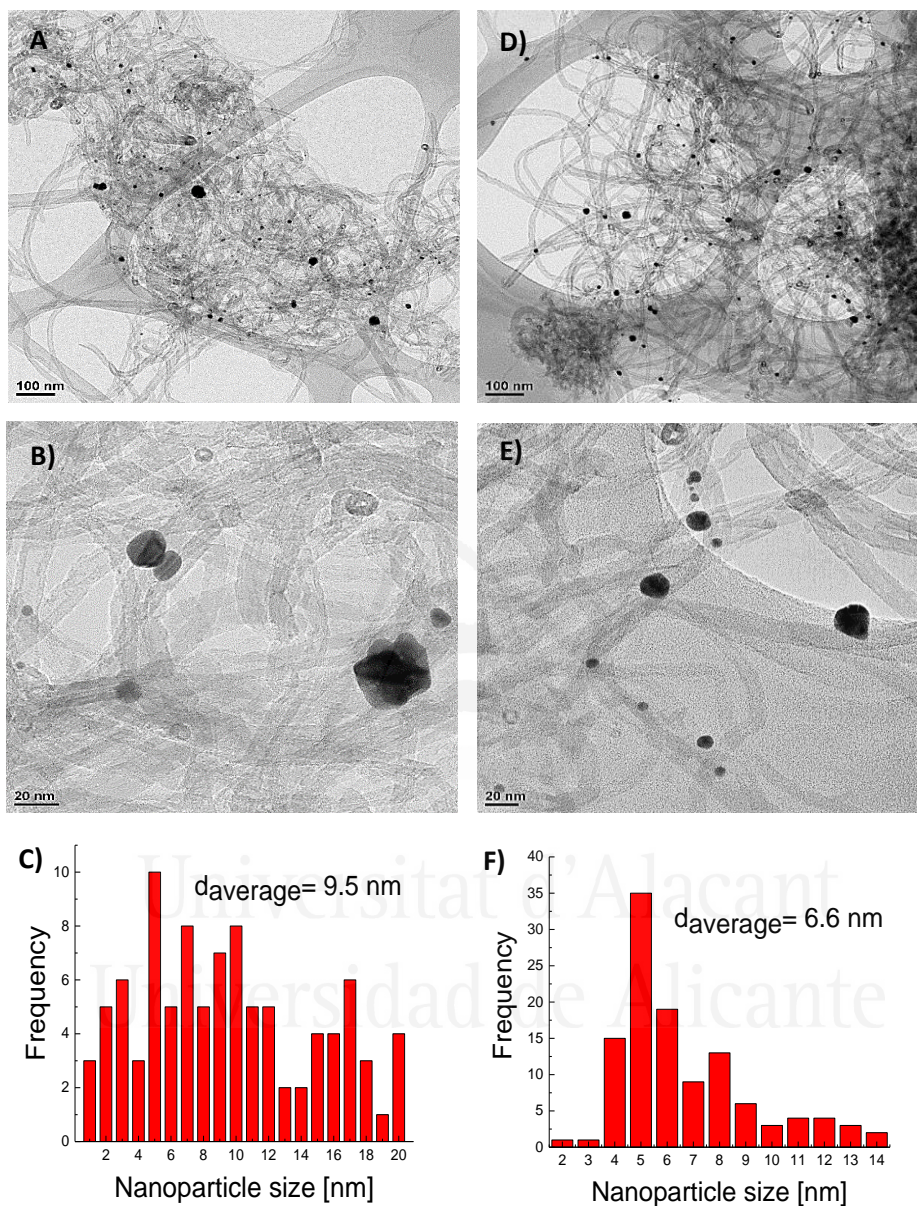 A
100 nm
D)
100 nm
B)
20 nm
E)
20 nm
C)
daverage= 9.5 nm
Frequency
10
8
6
4
2
0
2 4 6 8 10 12 14 16 18 20
Nanoparticle size [nm]
F)
daverage= 6.6 nm
Frequency
40
35
30
25
20
15
10
5
0
2 3 4 5 6 7 8 9 10 11 12 13 14
Nanoparticle size [nm]
Universitat d'Alacant
Universidad de Alicante